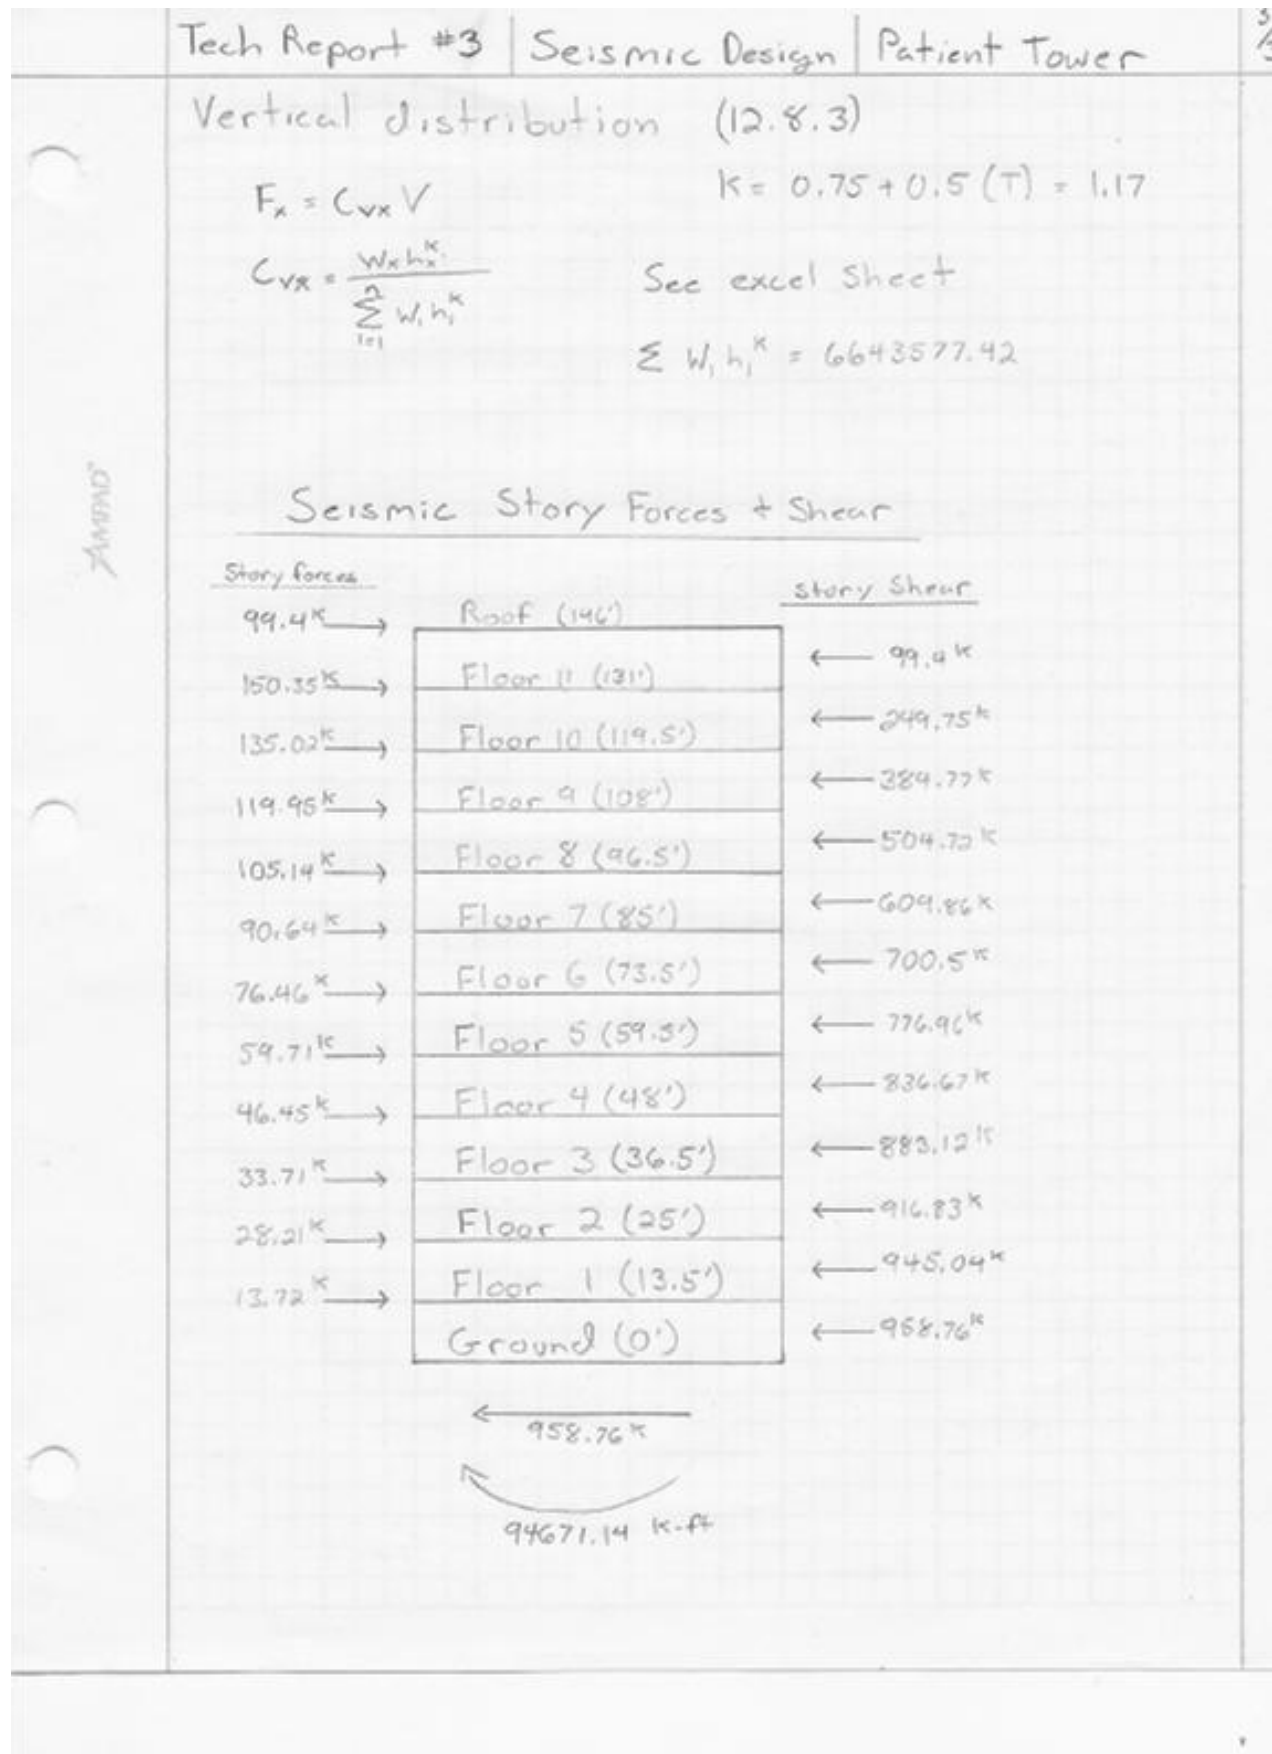 Tech Report #3 | Seismic Design | Patient Tower
Vertical distribution (12.8.3)
Fx = Cvx V
K = 0.75 + 0.5 (T) = 1.17
Cvx = Wx hx^K / Σ i=1 n Wi hi^K
See excel sheet
Σ Wi hi^K = 6643577.42
AMPAD™
Seismic Story Forces + Shear
Story forces
Story Shear
99.4K
Roof (146')
99.4K
150.35K
Floor 11 (131')
249.75K
135.02K
Floor 10 (119.5')
384.77K
119.95K
Floor 9 (108')
504.72K
105.14K
Floor 8 (96.5')
609.86K
90.64K
Floor 7 (85')
700.5K
76.46K
Floor 6 (73.5')
776.96K
59.71K
Floor 5 (59.5')
836.67K
46.45K
Floor 4 (48')
883.12K
33.71K
Floor 3 (36.5')
916.83K
28.21K
Floor 2 (25')
945.04K
13.72K
Floor 1 (13.5')
958.76K
Ground (0')
958.76K
94671.14 k-ft